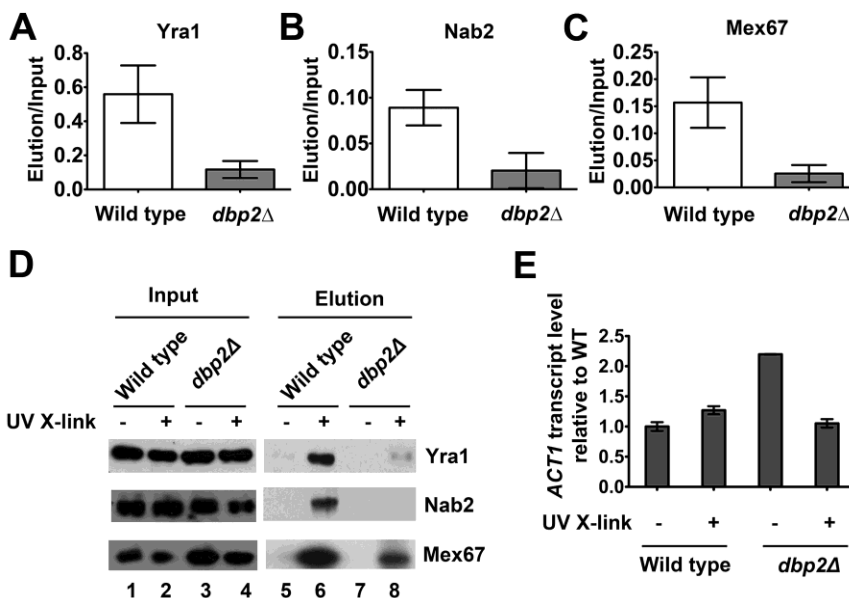 A
Yra1
Elution/Input
0.8
0.6
0.4
0.2
0.0
Wild type
dbp2Δ
B
Nab2
Elution/Input
0.15
0.10
0.05
0.00
Wild type
dbp2Δ
C
Mex67
Elution/Input
0.25
0.20
0.15
0.10
0.05
0.00
Wild type
dbp2Δ
D
Input
Elution
Wild type
dbp2Δ
Wild type
dbp2Δ
UV X-link - + - + - + - +
Yra1
Nab2
Mex67
1 2 3 4 5 6 7 8
E
ACT1 transcript level
relative to WT
2.5
2.0
1.5
1.0
0.5
0.0
UV X-link - + - +
Wild type
dbp2Δ